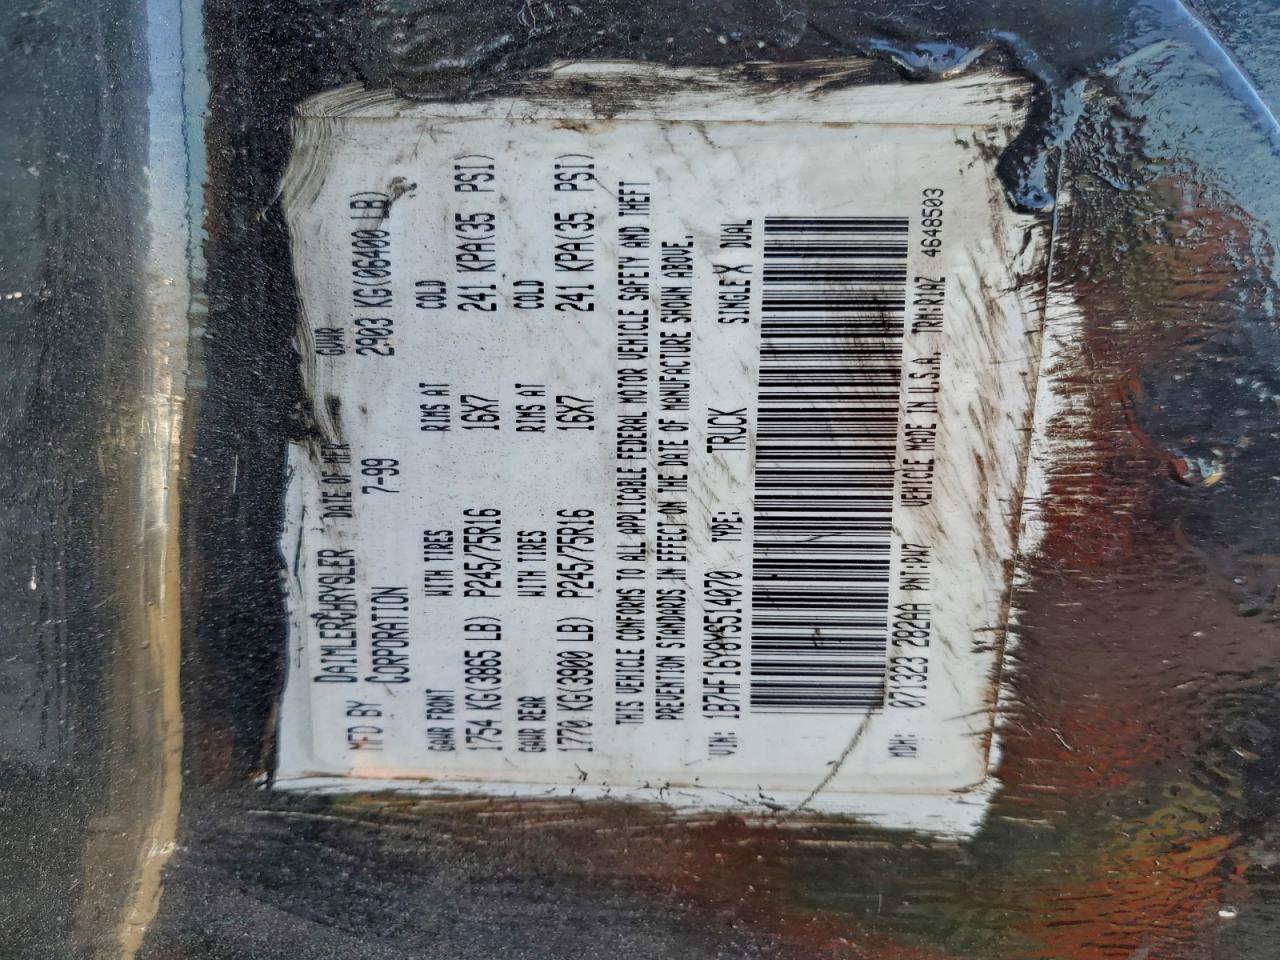 MFD BY DAIMLERCHRYSLER CORPORATION DATE OF MFR 7-99 GVWR 2903 KG(06400 LB)
GAWR FRONT WITH TIRES RIMS AT COLD
1754 KG(3865 LB) P245/75R16 16X7 241 KPA(35 PSI)
GAWR REAR WITH TIRES RIMS AT COLD
1770 KG(3900 LB) P245/75R16 16X7 241 KPA(35 PSI)
THIS VEHICLE CONFORMS TO ALL APPLICABLE FEDERAL MOTOR VEHICLE SAFETY AND THEFT
PREVENTION STANDARDS IN EFFECT ON THE DATE OF MANUFACTURE SHOWN ABOVE.
VIN: 1B7HF16Y8XS514070 TYPE: TRUCK SINGLE X DUAL
MDH: 071323 282AA PNT:PW7 VEHICLE MADE IN U.S.A. 4648503